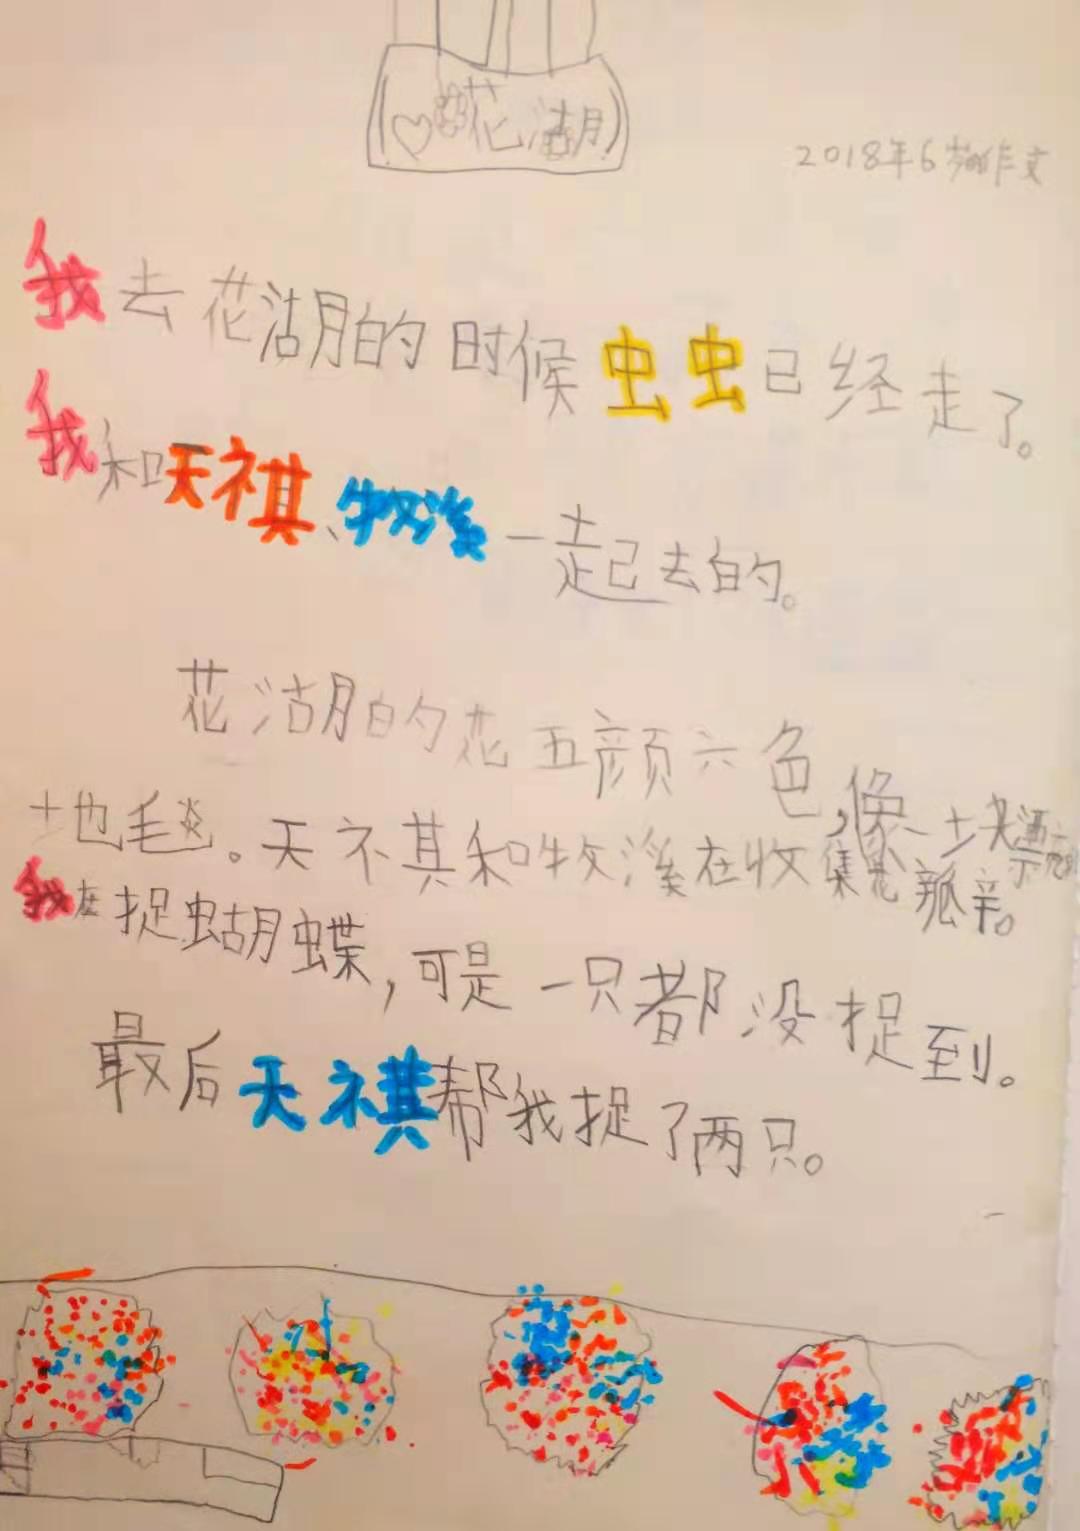 花湖
2018年6岁的作文
我去花湖的时候虫虫已经走了。
我和天祺、牧溪一起去的。
花湖的花五颜六色,像一块
地毛毯。天祺和牧溪在收集花瓣。
我在捉蝴蝶,可是一只都没捉到。
最后天祺帮我捉了两只。